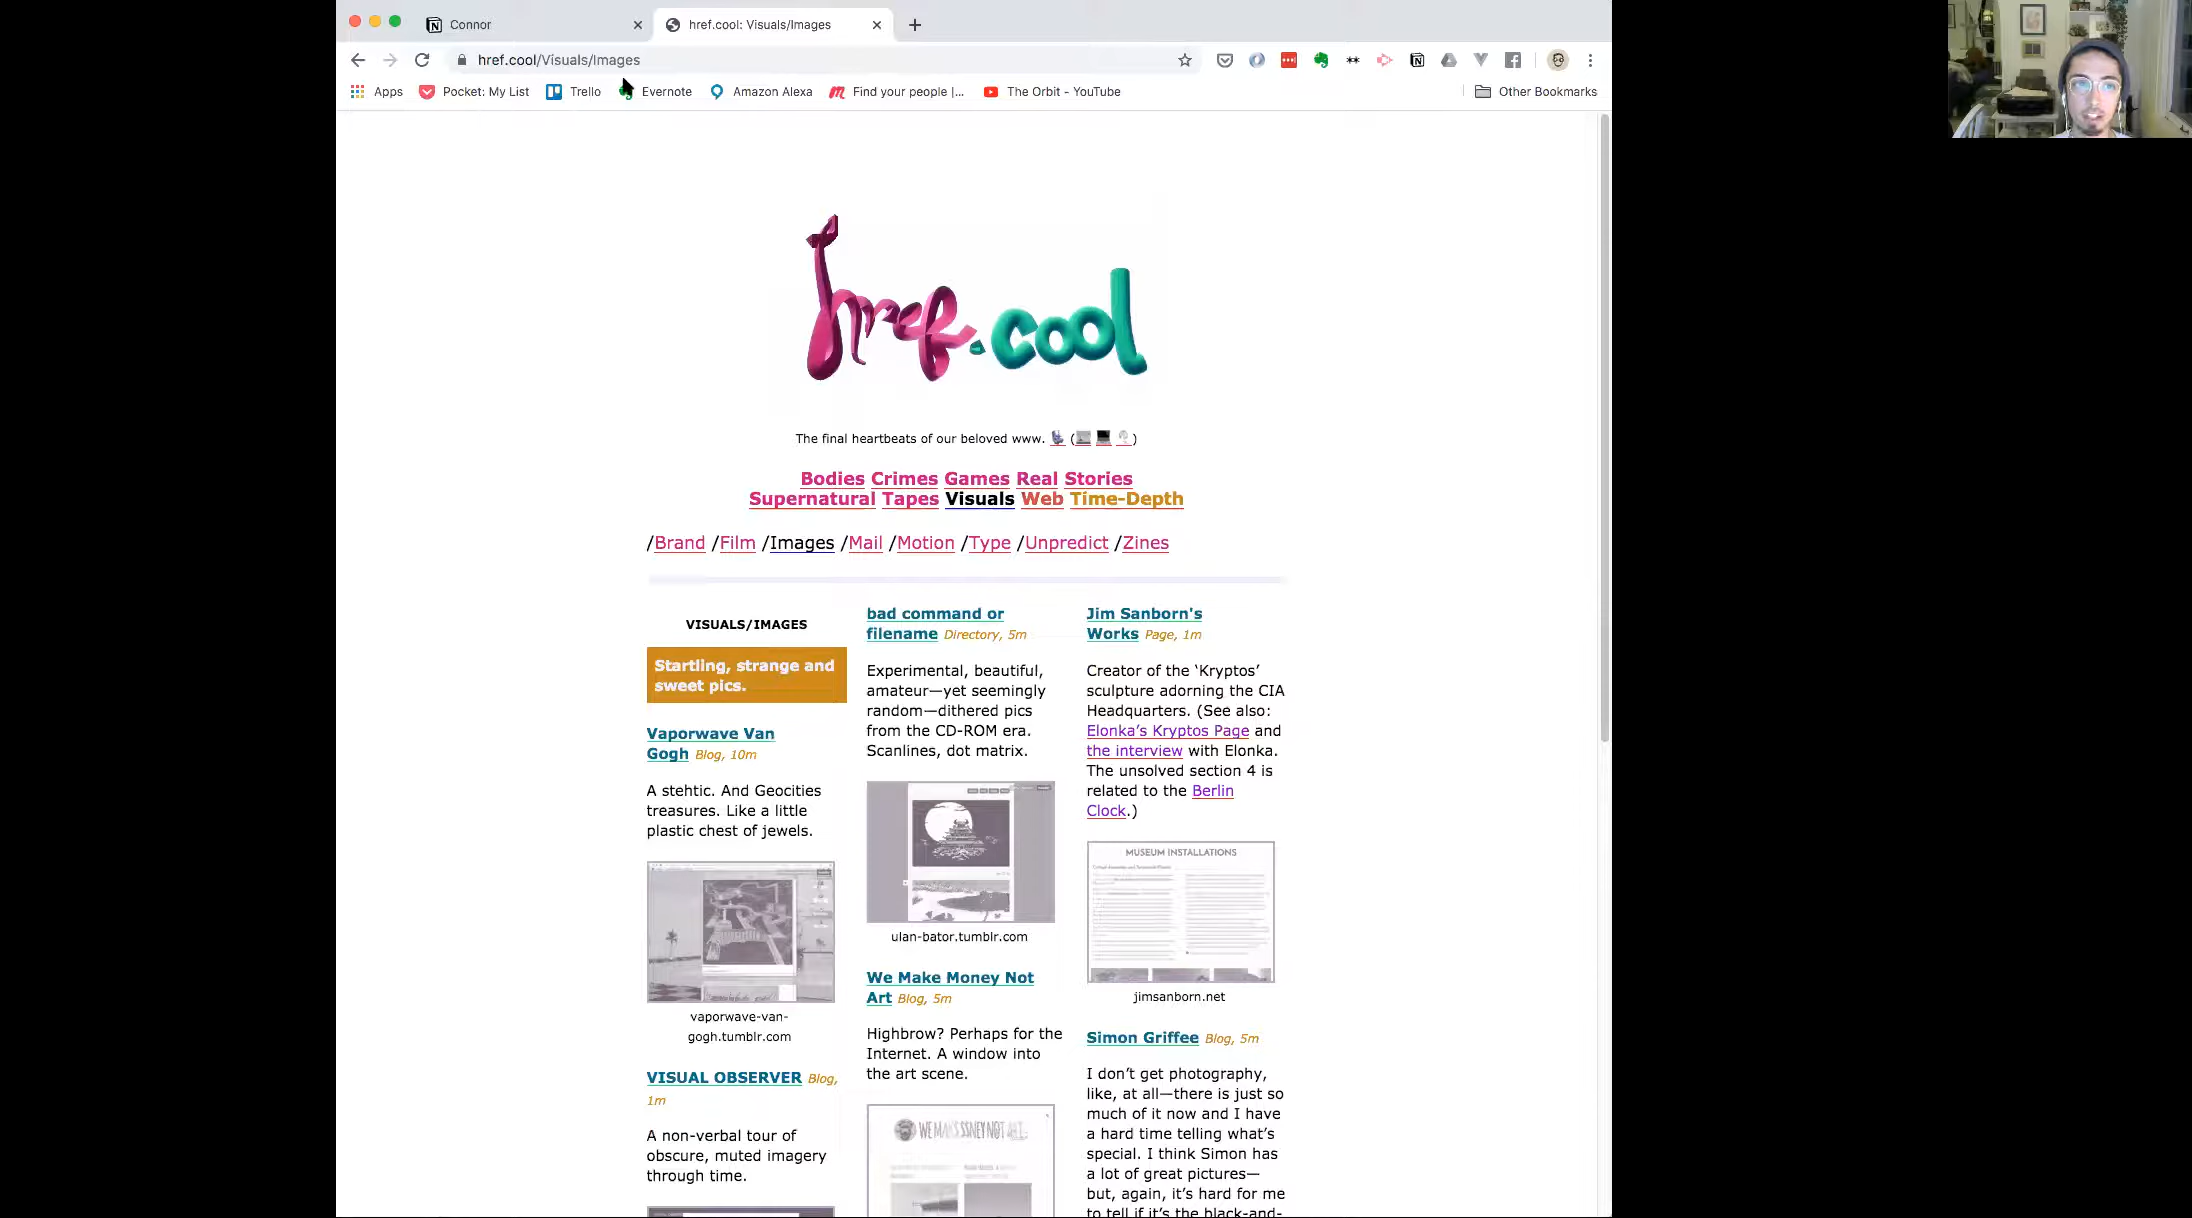 Connor
href.cool: Visuals/Images
href.cool/Visuals/Images
Apps
Pocket: My List
Trello
Evernote
Amazon Alexa
Find your people |...
The Orbit - YouTube
Other Bookmarks
href.cool
The final heartbeats of our beloved www. ( )
Bodies Crimes Games Real Stories
Supernatural Tapes Visuals Web Time-Depth
/Brand /Film /Images /Mail /Motion /Type /Unpredict /Zines
VISUALS/IMAGES
Startling, strange and
sweet pics.
Vaporwave Van
Gogh Blog, 10m
A stehtic. And Geocities
treasures. Like a little
plastic chest of jewels.
vaporwave-van-
gogh.tumblr.com
VISUAL OBSERVER Blog,
1m
A non-verbal tour of
obscure, muted imagery
through time.
bad command or
filename Directory, 5m
Experimental, beautiful,
amateur—yet seemingly
random—dithered pics
from the CD-ROM era.
Scanlines, dot matrix.
ulan-bator.tumblr.com
We Make Money Not
Art Blog, 5m
Highbrow? Perhaps for the
Internet. A window into
the art scene.
Jim Sanborn's
Works Page, 1m
Creator of the ‘Kryptos’
sculpture adorning the CIA
Headquarters. (See also:
Elonka’s Kryptos Page and
the interview with Elonka.
The unsolved section 4 is
related to the Berlin
Clock.)
MUSEUM INSTALLATIONS
jimsanborn.net
Simon Griffee Blog, 5m
I don’t get photography,
like, at all—there is just so
much of it now and I have
a hard time telling what’s
special. I think Simon has
a lot of great pictures—
but, again, it’s hard for me
to tell if it’s the black-and-